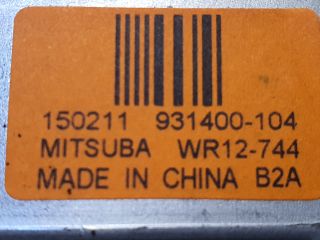 150211 931400-104
MITSUBA WR12-744
MADE IN CHINA B2A